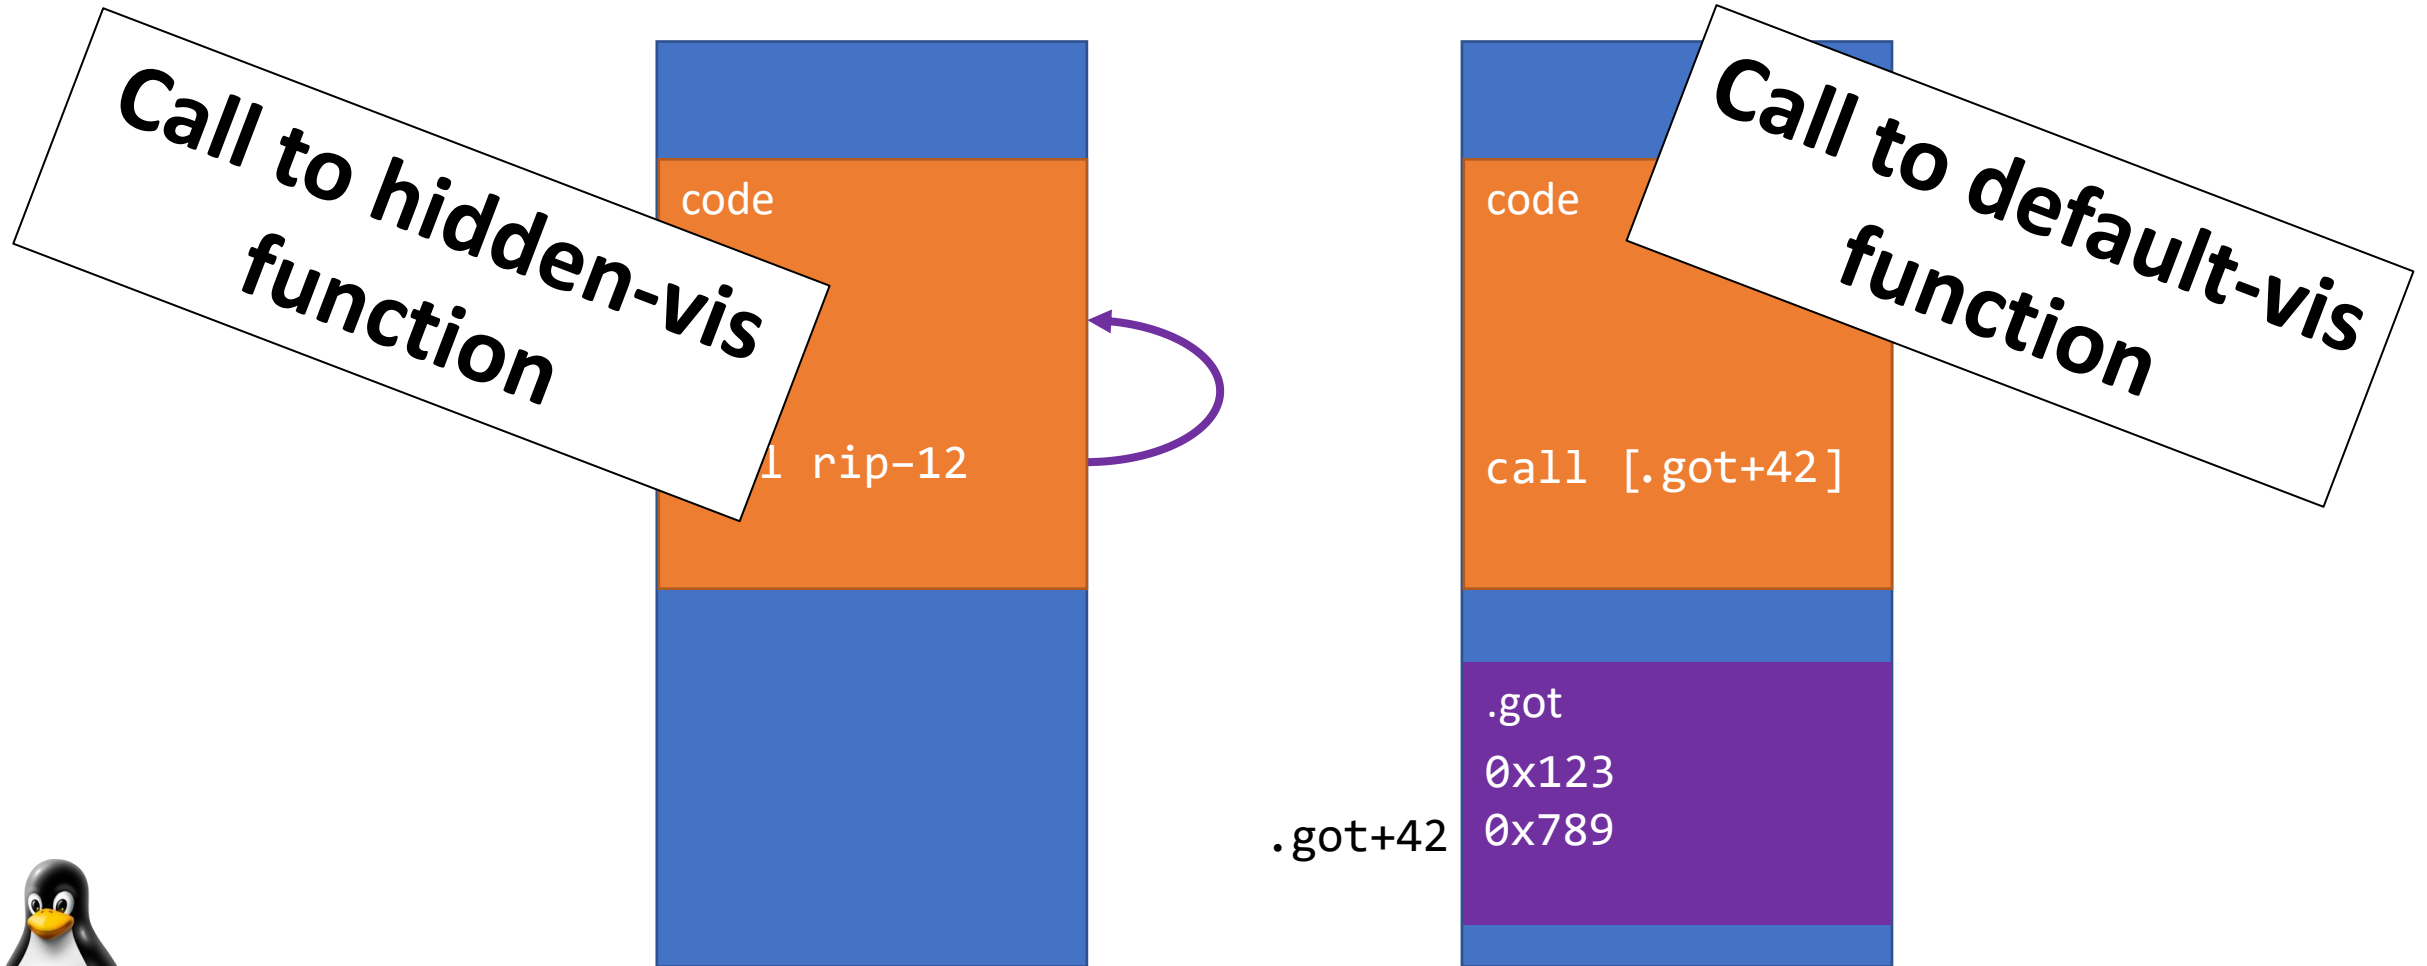 Call to hidden-vis
function
code
rip–12
Call to default-vis
function
code
call [.got+42]
.got
0x123
.got+42
0x789